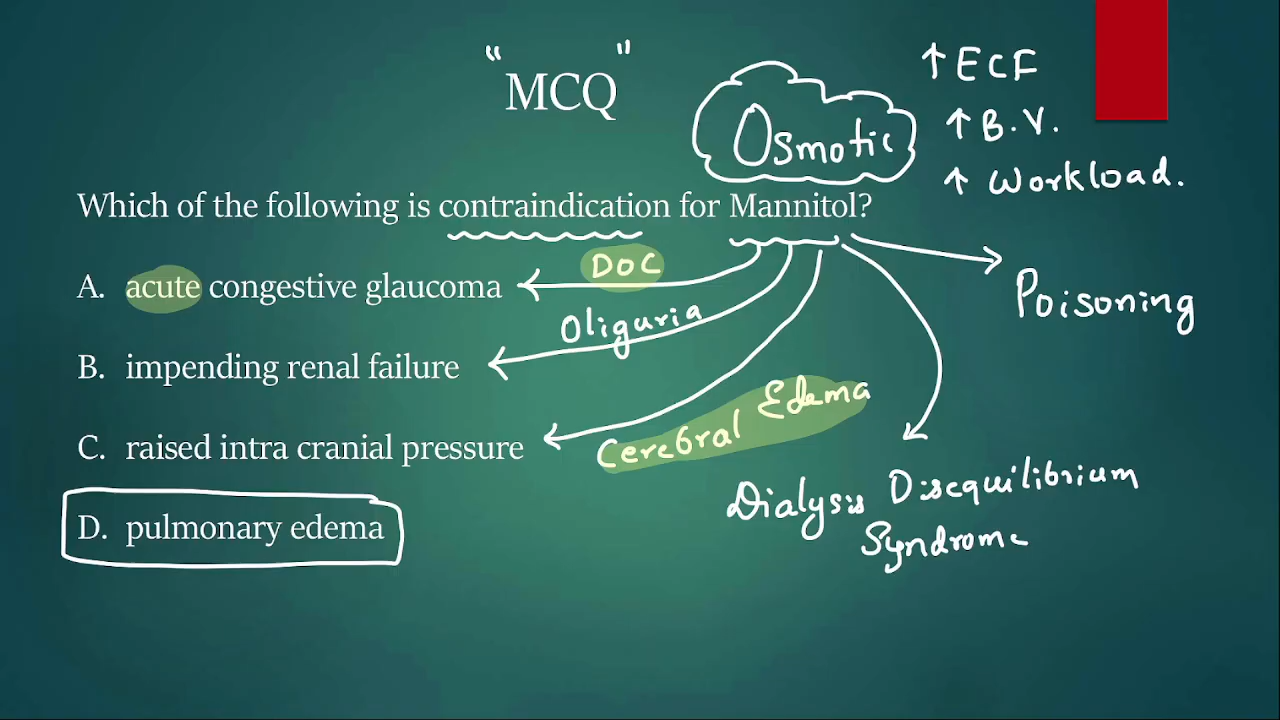 "MCQ"
Osmotic
↑ ECF
↑ B.V.
↑ Workload.
Which of the following is contraindication for Mannitol?
A. acute congestive glaucoma
DOC
B. impending renal failure
Oliguria
C. raised intra cranial pressure
Cerebral Edema
D. pulmonary edema
Poisoning
Dialysis Disequilibrium
Syndrome